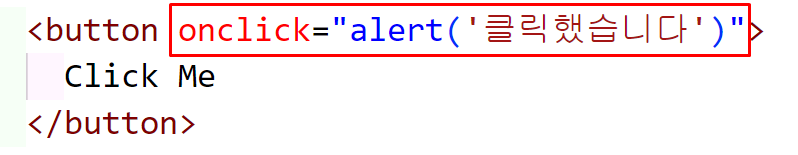 <button onclick="alert('클릭했습니다')">
Click Me
</button>